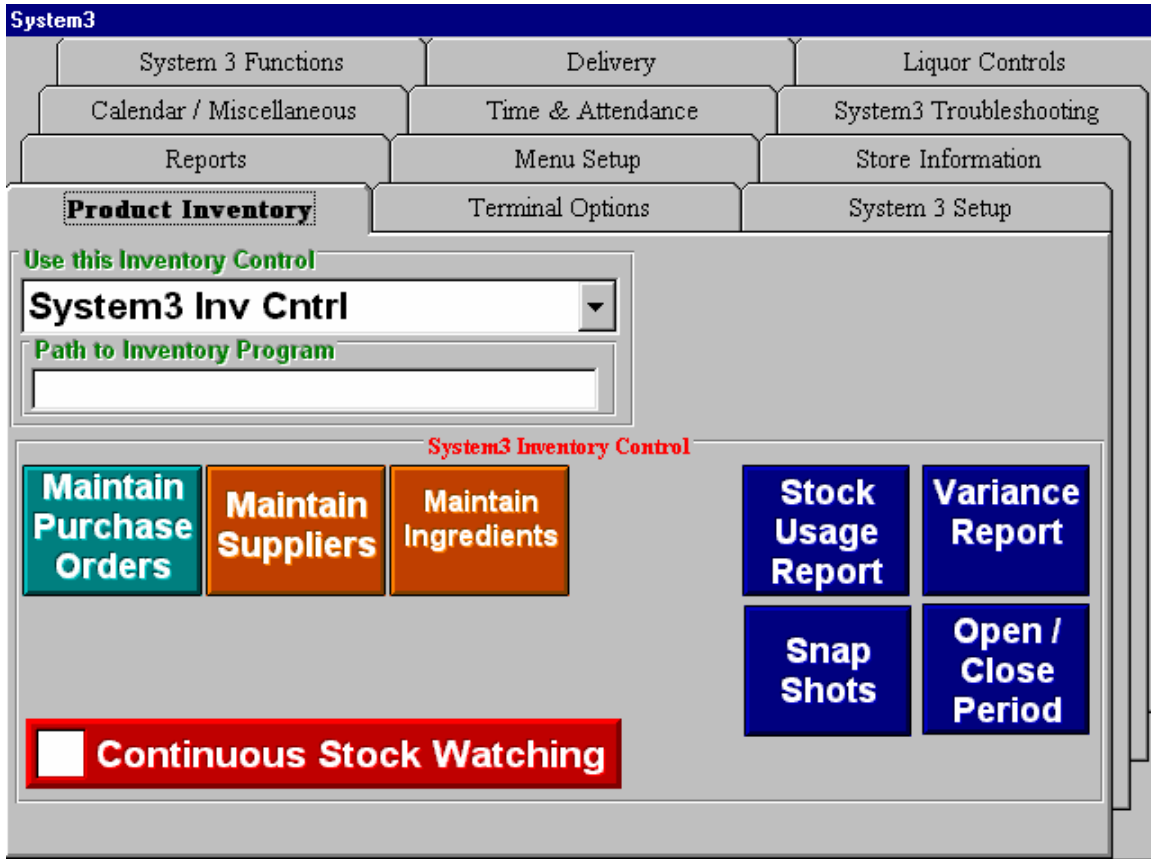 System3
System 3 Functions
Delivery
Liquor Controls
Calendar / Miscellaneous
Time & Attendance
System3 Troubleshooting
Reports
Menu Setup
Store Information
Product Inventory
Terminal Options
System 3 Setup
Use this Inventory Control
System3 Inv Cntrl
Path to Inventory Program
System3 Inventory Control
Maintain
Purchase
Orders
Maintain
Suppliers
Maintain
Ingredients
Stock
Usage
Report
Variance
Report
Snap
Shots
Open /
Close
Period
Continuous Stock Watching